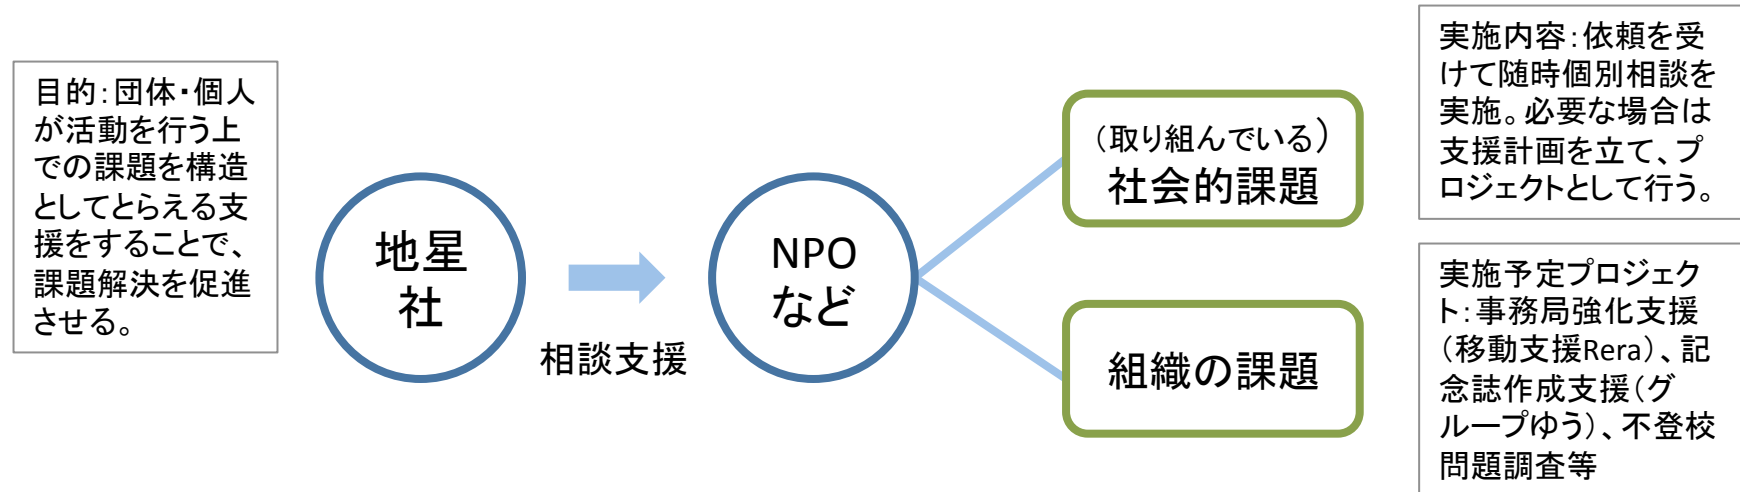 目的:団体・個人
が活動を行う上
での課題を構造
としてとらえる支
援をすることで、
課題解決を促進
させる。
地星
社
相談支援
NPO
など
(取り組んでいる)
社会的課題
組織の課題
実施内容:依頼を受
けて随時個別相談を
実施。必要な場合は
支援計画を立て、プ
ロジェクトとして行う。
実施予定プロジェク
ト:事務局強化支援
(移動支援Rera)、記
念誌作成支援(グ
ループゆう)、不登校
問題調査等